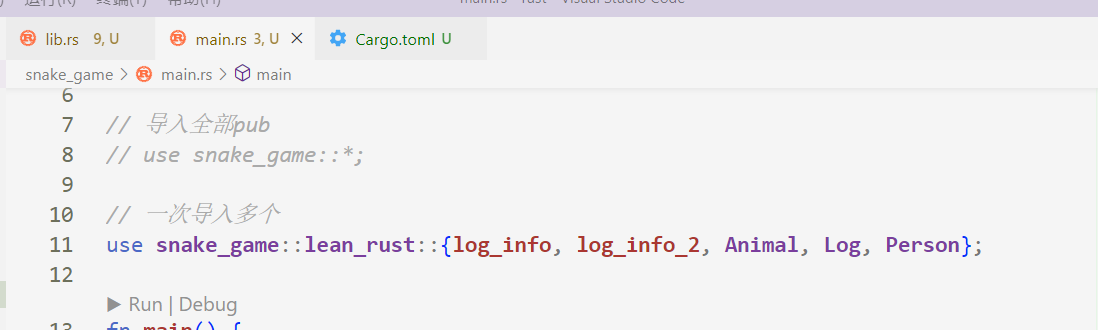 运行(R) 终端(T) 帮助(H) main.rs - Rust - Visual Studio Code
lib.rs 9, U main.rs 3, U Cargo.toml U
snake_game > main.rs > main
6
7 // 导入全部pub
8 // use snake_game::*;
9
10 // 一次导入多个
11 use snake_game::lean_rust::{log_info, log_info_2, Animal, Log, Person};
12
Run | Debug
13 fn main() {